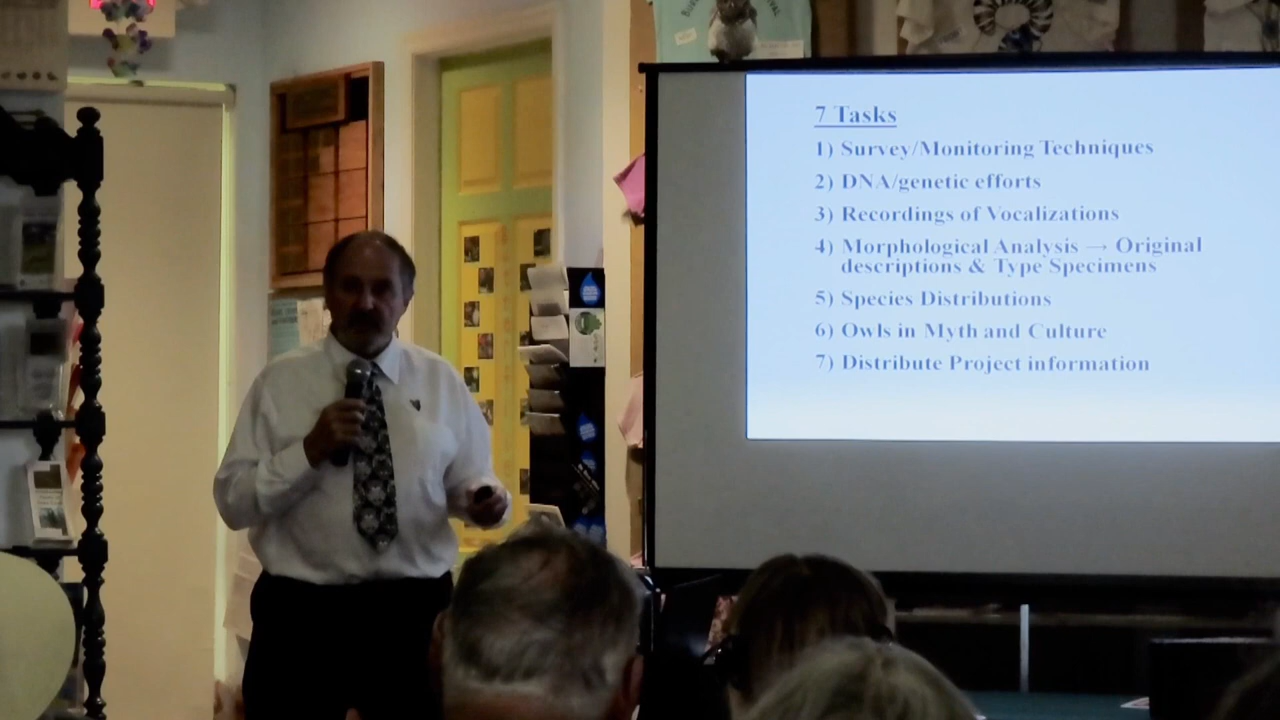 7 Tasks
1) Survey/Monitoring Techniques
2) DNA/genetic efforts
3) Recordings of Vocalizations
4) Morphological Analysis → Original
descriptions & Type Specimens
5) Species Distributions
6) Owls in Myth and Culture
7) Distribute Project information